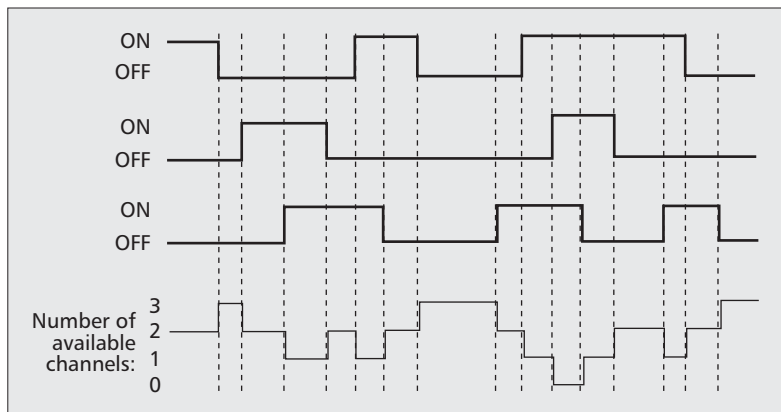 ON
OFF
ON
OFF
ON
OFF
Number of
available
channels:
3
2
1
0